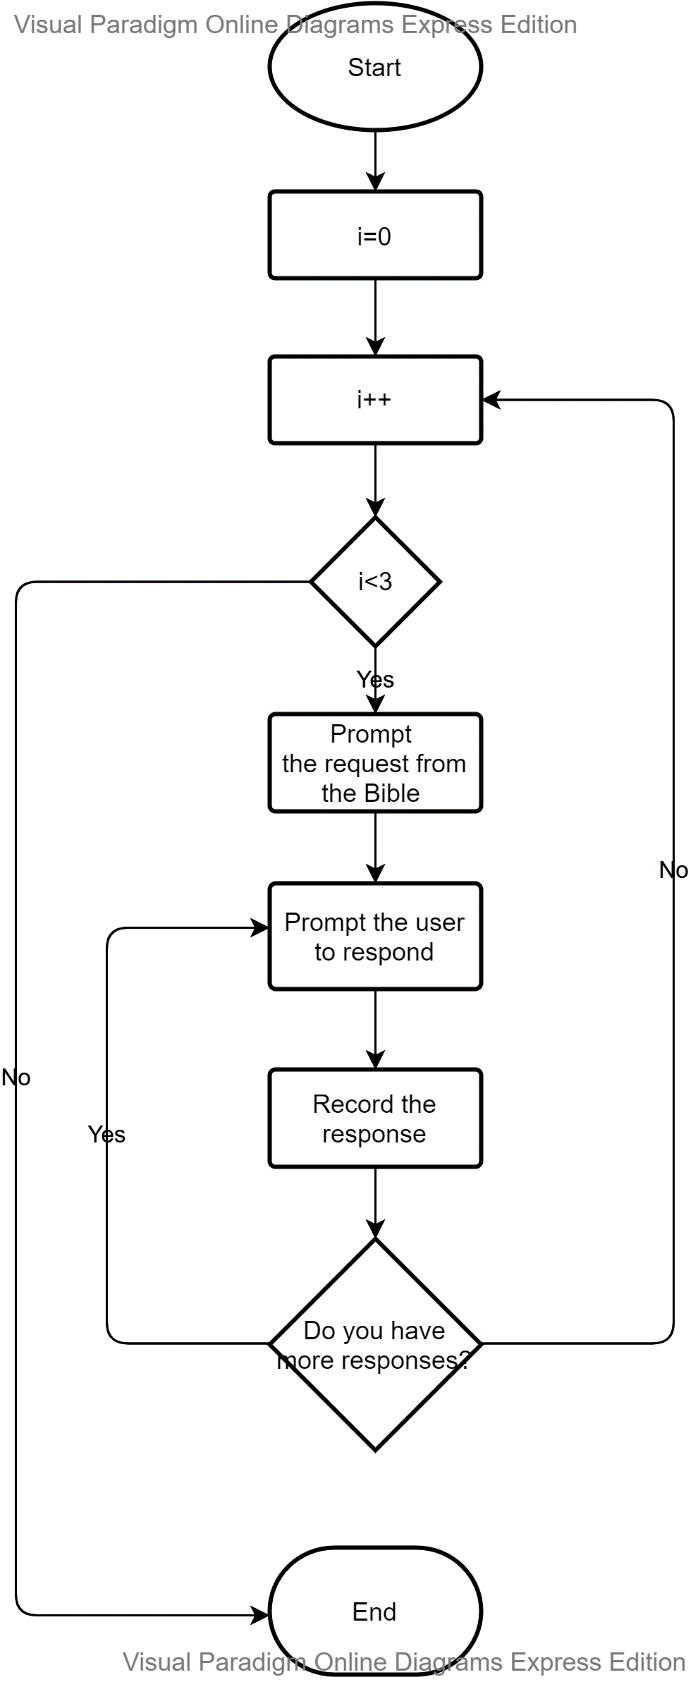 Visual Paradigm Online Diagrams Express Edition
Start
i=0
i++
i<3
Yes
Prompt
the request from
the Bible
No
Prompt the user
to respond
No
Record the
response
Yes
Do you have
more responses?
End
Visual Paradigm Online Diagrams Express Edition